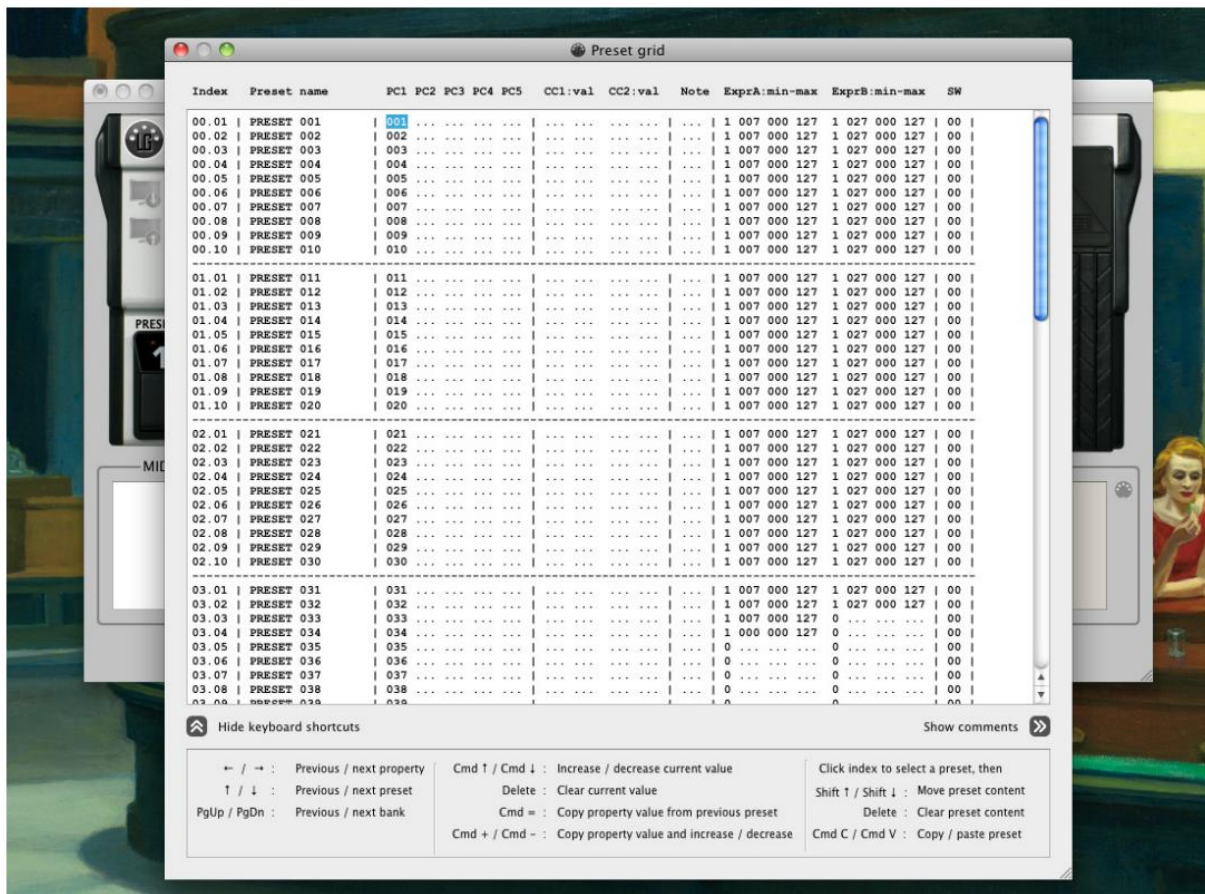 Preset grid
Index Preset name PC1 PC2 PC3 PC4 PC5 CC1:val CC2:val Note ExprA:min-max ExprB:min-max SW
00.01 | PRESET 001 | 001 ... ... ... ... | ... ... ... ... | ... | 1 007 000 127 1 027 000 127 | 00 |
00.02 | PRESET 002 | 002 ... ... ... ... | ... ... ... ... | ... | 1 007 000 127 1 027 000 127 | 00 |
00.03 | PRESET 003 | 003 ... ... ... ... | ... ... ... ... | ... | 1 007 000 127 1 027 000 127 | 00 |
00.04 | PRESET 004 | 004 ... ... ... ... | ... ... ... ... | ... | 1 007 000 127 1 027 000 127 | 00 |
00.05 | PRESET 005 | 005 ... ... ... ... | ... ... ... ... | ... | 1 007 000 127 1 027 000 127 | 00 |
00.06 | PRESET 006 | 006 ... ... ... ... | ... ... ... ... | ... | 1 007 000 127 1 027 000 127 | 00 |
00.07 | PRESET 007 | 007 ... ... ... ... | ... ... ... ... | ... | 1 007 000 127 1 027 000 127 | 00 |
00.08 | PRESET 008 | 008 ... ... ... ... | ... ... ... ... | ... | 1 007 000 127 1 027 000 127 | 00 |
00.09 | PRESET 009 | 009 ... ... ... ... | ... ... ... ... | ... | 1 007 000 127 1 027 000 127 | 00 |
00.10 | PRESET 010 | 010 ... ... ... ... | ... ... ... ... | ... | 1 007 000 127 1 027 000 127 | 00 |
01.01 | PRESET 011 | 011 ... ... ... ... | ... ... ... ... | ... | 1 007 000 127 1 027 000 127 | 00 |
01.02 | PRESET 012 | 012 ... ... ... ... | ... ... ... ... | ... | 1 007 000 127 1 027 000 127 | 00 |
01.03 | PRESET 013 | 013 ... ... ... ... | ... ... ... ... | ... | 1 007 000 127 1 027 000 127 | 00 |
01.04 | PRESET 014 | 014 ... ... ... ... | ... ... ... ... | ... | 1 007 000 127 1 027 000 127 | 00 |
01.05 | PRESET 015 | 015 ... ... ... ... | ... ... ... ... | ... | 1 007 000 127 1 027 000 127 | 00 |
01.06 | PRESET 016 | 016 ... ... ... ... | ... ... ... ... | ... | 1 007 000 127 1 027 000 127 | 00 |
01.07 | PRESET 017 | 017 ... ... ... ... | ... ... ... ... | ... | 1 007 000 127 1 027 000 127 | 00 |
01.08 | PRESET 018 | 018 ... ... ... ... | ... ... ... ... | ... | 1 007 000 127 1 027 000 127 | 00 |
01.09 | PRESET 019 | 019 ... ... ... ... | ... ... ... ... | ... | 1 007 000 127 1 027 000 127 | 00 |
01.10 | PRESET 020 | 020 ... ... ... ... | ... ... ... ... | ... | 1 007 000 127 1 027 000 127 | 00 |
02.01 | PRESET 021 | 021 ... ... ... ... | ... ... ... ... | ... | 1 007 000 127 1 027 000 127 | 00 |
02.02 | PRESET 022 | 022 ... ... ... ... | ... ... ... ... | ... | 1 007 000 127 1 027 000 127 | 00 |
02.03 | PRESET 023 | 023 ... ... ... ... | ... ... ... ... | ... | 1 007 000 127 1 027 000 127 | 00 |
02.04 | PRESET 024 | 024 ... ... ... ... | ... ... ... ... | ... | 1 007 000 127 1 027 000 127 | 00 |
02.05 | PRESET 025 | 025 ... ... ... ... | ... ... ... ... | ... | 1 007 000 127 1 027 000 127 | 00 |
02.06 | PRESET 026 | 026 ... ... ... ... | ... ... ... ... | ... | 1 007 000 127 1 027 000 127 | 00 |
02.07 | PRESET 027 | 027 ... ... ... ... | ... ... ... ... | ... | 1 007 000 127 1 027 000 127 | 00 |
02.08 | PRESET 028 | 028 ... ... ... ... | ... ... ... ... | ... | 1 007 000 127 1 027 000 127 | 00 |
02.09 | PRESET 029 | 029 ... ... ... ... | ... ... ... ... | ... | 1 007 000 127 1 027 000 127 | 00 |
02.10 | PRESET 030 | 030 ... ... ... ... | ... ... ... ... | ... | 1 007 000 127 1 027 000 127 | 00 |
03.01 | PRESET 031 | 031 ... ... ... ... | ... ... ... ... | ... | 1 007 000 127 1 027 000 127 | 00 |
03.02 | PRESET 032 | 032 ... ... ... ... | ... ... ... ... | ... | 1 007 000 127 1 027 000 127 | 00 |
03.03 | PRESET 033 | 033 ... ... ... ... | ... ... ... ... | ... | 1 007 000 127 0 ... ... ... | 00 |
03.04 | PRESET 034 | 034 ... ... ... ... | ... ... ... ... | ... | 1 000 000 127 0 ... ... ... | 00 |
03.05 | PRESET 035 | 035 ... ... ... ... | ... ... ... ... | ... | 0 ... ... ... 0 ... ... ... | 00 |
03.06 | PRESET 036 | 036 ... ... ... ... | ... ... ... ... | ... | 0 ... ... ... 0 ... ... ... | 00 |
03.07 | PRESET 037 | 037 ... ... ... ... | ... ... ... ... | ... | 0 ... ... ... 0 ... ... ... | 00 |
03.08 | PRESET 038 | 038 ... ... ... ... | ... ... ... ... | ... | 0 ... ... ... 0 ... ... ... | 00 |
03.09 | PRESET 039 | 039
PRESE
MID
Hide keyboard shortcuts
Show comments
← / → : Previous / next property
↑ / ↓ : Previous / next preset
PgUp / PgDn : Previous / next bank
Cmd ↑ / Cmd ↓ : Increase / decrease current value
Delete : Clear current value
Cmd = : Copy property value from previous preset
Cmd + / Cmd - : Copy property value and increase / decrease
Click index to select a preset, then
Shift ↑ / Shift ↓ : Move preset content
Delete : Clear preset content
Cmd C / Cmd V : Copy / paste preset